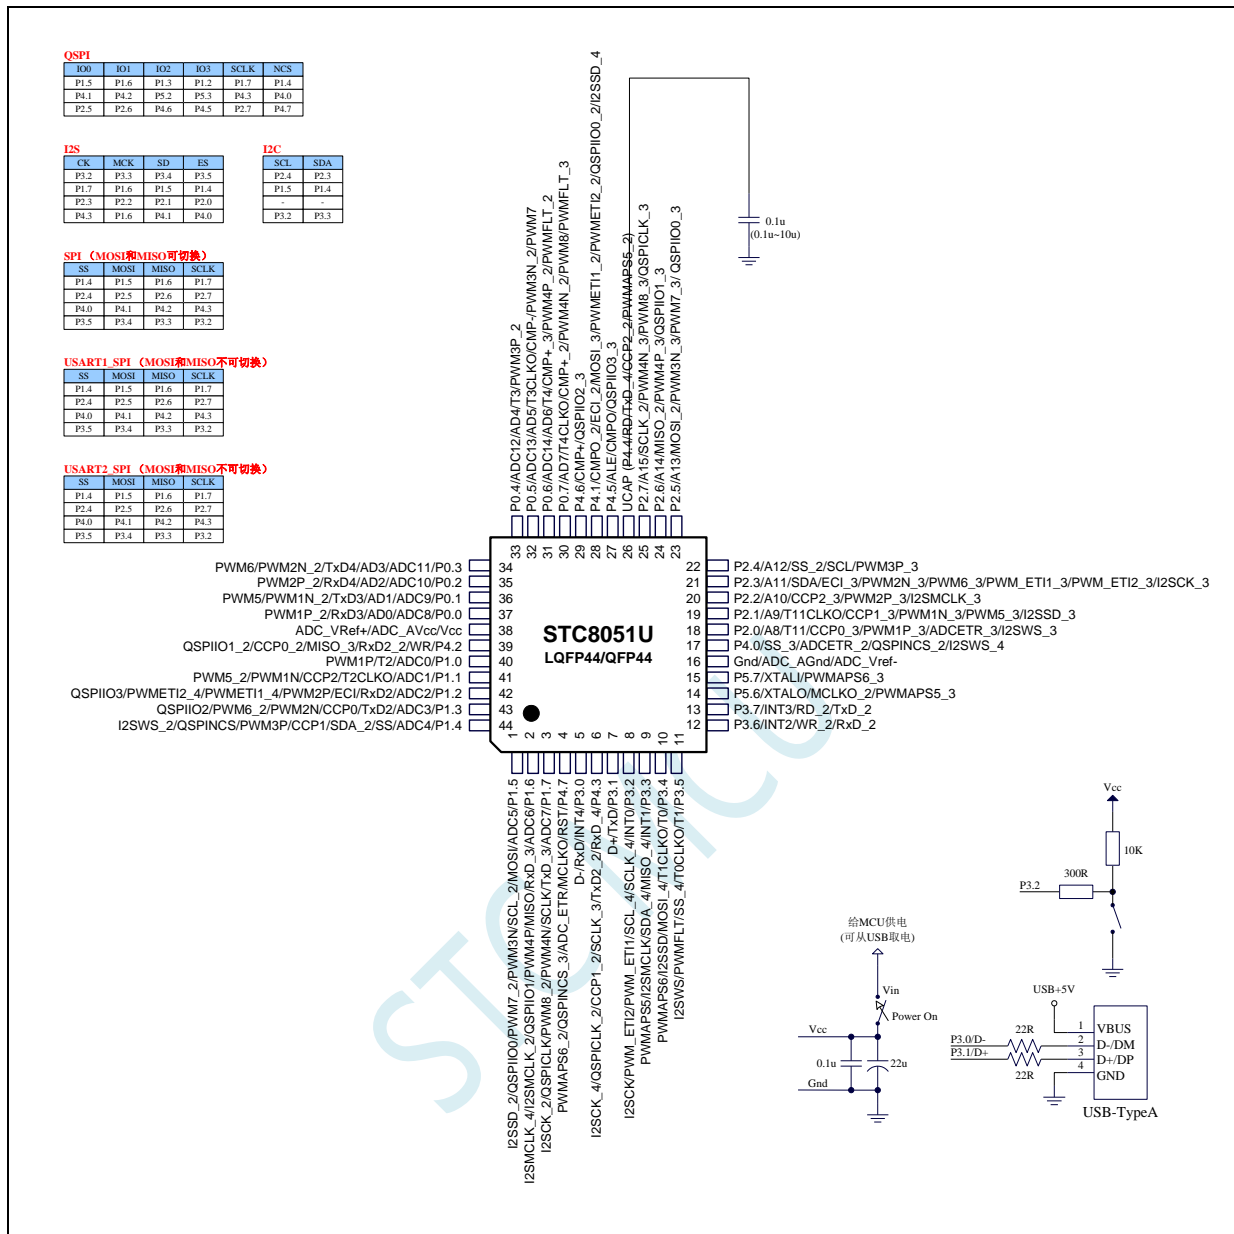 QSPI
IO0 IO1 IO2 IO3 SCLK NCS
P1.5 P1.6 P1.3 P1.2 P1.7 P1.4
P4.1 P4.2 P5.2 P5.3 P4.3 P4.0
P2.5 P2.6 P4.6 P4.5 P2.7 P4.7
I2S
CK MCK SD ES
P3.2 P3.3 P3.4 P3.5
P1.7 P1.6 P1.5 P1.4
P2.3 P2.2 P2.1 P2.0
P4.3 P1.6 P4.1 P4.0
I2C
SCL SDA
P2.4 P2.3
P1.5 P1.4
- -
P3.2 P3.3
SPI（MOSI和MISO可切换）
SS MOSI MISO SCLK
P1.4 P1.5 P1.6 P1.7
P2.4 P2.5 P2.6 P2.7
P4.0 P4.1 P4.2 P4.3
P3.5 P3.4 P3.3 P3.2
USART1_SPI（MOSI和MISO不可切换）
SS MOSI MISO SCLK
P1.4 P1.5 P1.6 P1.7
P2.4 P2.5 P2.6 P2.7
P4.0 P4.1 P4.2 P4.3
P3.5 P3.4 P3.3 P3.2
USART2_SPI（MOSI和MISO不可切换）
SS MOSI MISO SCLK
P1.4 P1.5 P1.6 P1.7
P2.4 P2.5 P2.6 P2.7
P4.0 P4.1 P4.2 P4.3
P3.5 P3.4 P3.3 P3.2
P0.4/ADC12/AD4/T3/PWM3P_2
P0.5/ADC13/AD5/T3CLKO/CMP-/PWM3N_2/PWM7
P0.6/ADC14/AD6/T4/CMP+_3/PWM4P_2/PWMFLT_2
P0.7/AD7/T4CLKO/CMP+_2/PWM4N_2/PWM8/PWMFLT_3
P4.6/CMP+/QSPIIO2_3
P4.1/CMPO_2/ECI_2/MOSI_3/PWMETI1_2/PWMETI2_2/QSPIIO0_2/I2SSD_4
P4.5/ALE/CMPO/QSPIIO3_3
UCAP (P4.4/RD/TxD_4/CCP2_2/PWMAPS5_2)
P2.7/A15/SCLK_2/PWM4N_3/PWM8_3/QSPICLK_3
P2.6/A14/MISO_2/PWM4P_3/QSPIIO1_3
P2.5/A13/MOSI_2/PWM3N_3/PWM7_3/ QSPIIO0_3
0.1u
(0.1u~10u)
33 32 31 30 29 28 27 26 25 24 23
PWM6/PWM2N_2/TxD4/AD3/ADC11/P0.3 34
PWM2P_2/RxD4/AD2/ADC10/P0.2 35
PWM5/PWM1N_2/TxD3/AD1/ADC9/P0.1 36
PWM1P_2/RxD3/AD0/ADC8/P0.0 37
ADC_VRef+/ADC_AVcc/Vcc 38
QSPIIO1_2/CCP0_2/MISO_3/RxD2_2/WR/P4.2 39
PWM1P/T2/ADC0/P1.0 40
PWM5_2/PWM1N/CCP2/T2CLKO/ADC1/P1.1 41
QSPIIO3/PWMETI2_4/PWMETI1_4/PWM2P/ECI/RxD2/ADC2/P1.2 42
QSPIIO2/PWM6_2/PWM2N/CCP0/TxD2/ADC3/P1.3 43
I2SWS_2/QSPINCS/PWM3P/CCP1/SDA_2/SS/ADC4/P1.4 44
STC8051U
LQFP44/QFP44
22 P2.4/A12/SS_2/SCL/PWM3P_3
21 P2.3/A11/SDA/ECI_3/PWM2N_3/PWM6_3/PWM_ETI1_3/PWM_ETI2_3/I2SCK_3
20 P2.2/A10/CCP2_3/PWM2P_3/I2SMCLK_3
19 P2.1/A9/T11CLKO/CCP1_3/PWM1N_3/PWM5_3/I2SSD_3
18 P2.0/A8/T11/CCP0_3/PWM1P_3/ADCETR_3/I2SWS_3
17 P4.0/SS_3/ADCETR_2/QSPINCS_2/I2SWS_4
16 Gnd/ADC_AGnd/ADC_Vref-
15 P5.7/XTALI/PWMAPS6_3
14 P5.6/XTALO/MCLKO_2/PWMAPS5_3
13 P3.7/INT3/RD_2/TxD_2
12 P3.6/INT2/WR_2/RxD_2
1 2 3 4 5 6 7 8 9 10 11
I2SSD_2/QSPIIO0/PWM7_2/PWM3N/SCL_2/MOSI/ADC5/P1.5
I2SMCLK_4/I2SMCLK_2/QSPIIO1/PWM4P/MISO/RxD_3/ADC6/P1.6
I2SCK_2/QSPICLK/PWM8_2/PWM4N/SCLK/TxD_3/ADC7/P1.7
PWMAPS6_2/QSPINCS_3/ADC_ETR/MCLKO/RST/P4.7
D-/RxD/INT4/P3.0
I2SCK_4/QSPICLK_2/CCP1_2/SCLK_3/TxD2_2/RxD_4/P4.3
D+/TxD/P3.1
I2SCK/PWM_ETI2/PWM_ETI1/SCL_4/SCLK_4/INT0/P3.2
PWMAPS5/I2SMCLK/SDA_4/MISO_4/INT1/P3.3
PWMAPS6/I2SSD/MOSI_4/T1CLKO/T0/P3.4
I2SWS/PWMFLT/SS_4/T0CLKO/T1/P3.5
STCMCU
Vcc
10K
300R
P3.2
给MCU供电
(可从USB取电)
Vin
Power On
Vcc
0.1u
22u
Gnd
USB+5V
P3.0/D- 22R
P3.1/D+ 22R
1 VBUS
2 D-/DM
3 D+/DP
4 GND
USB-TypeA